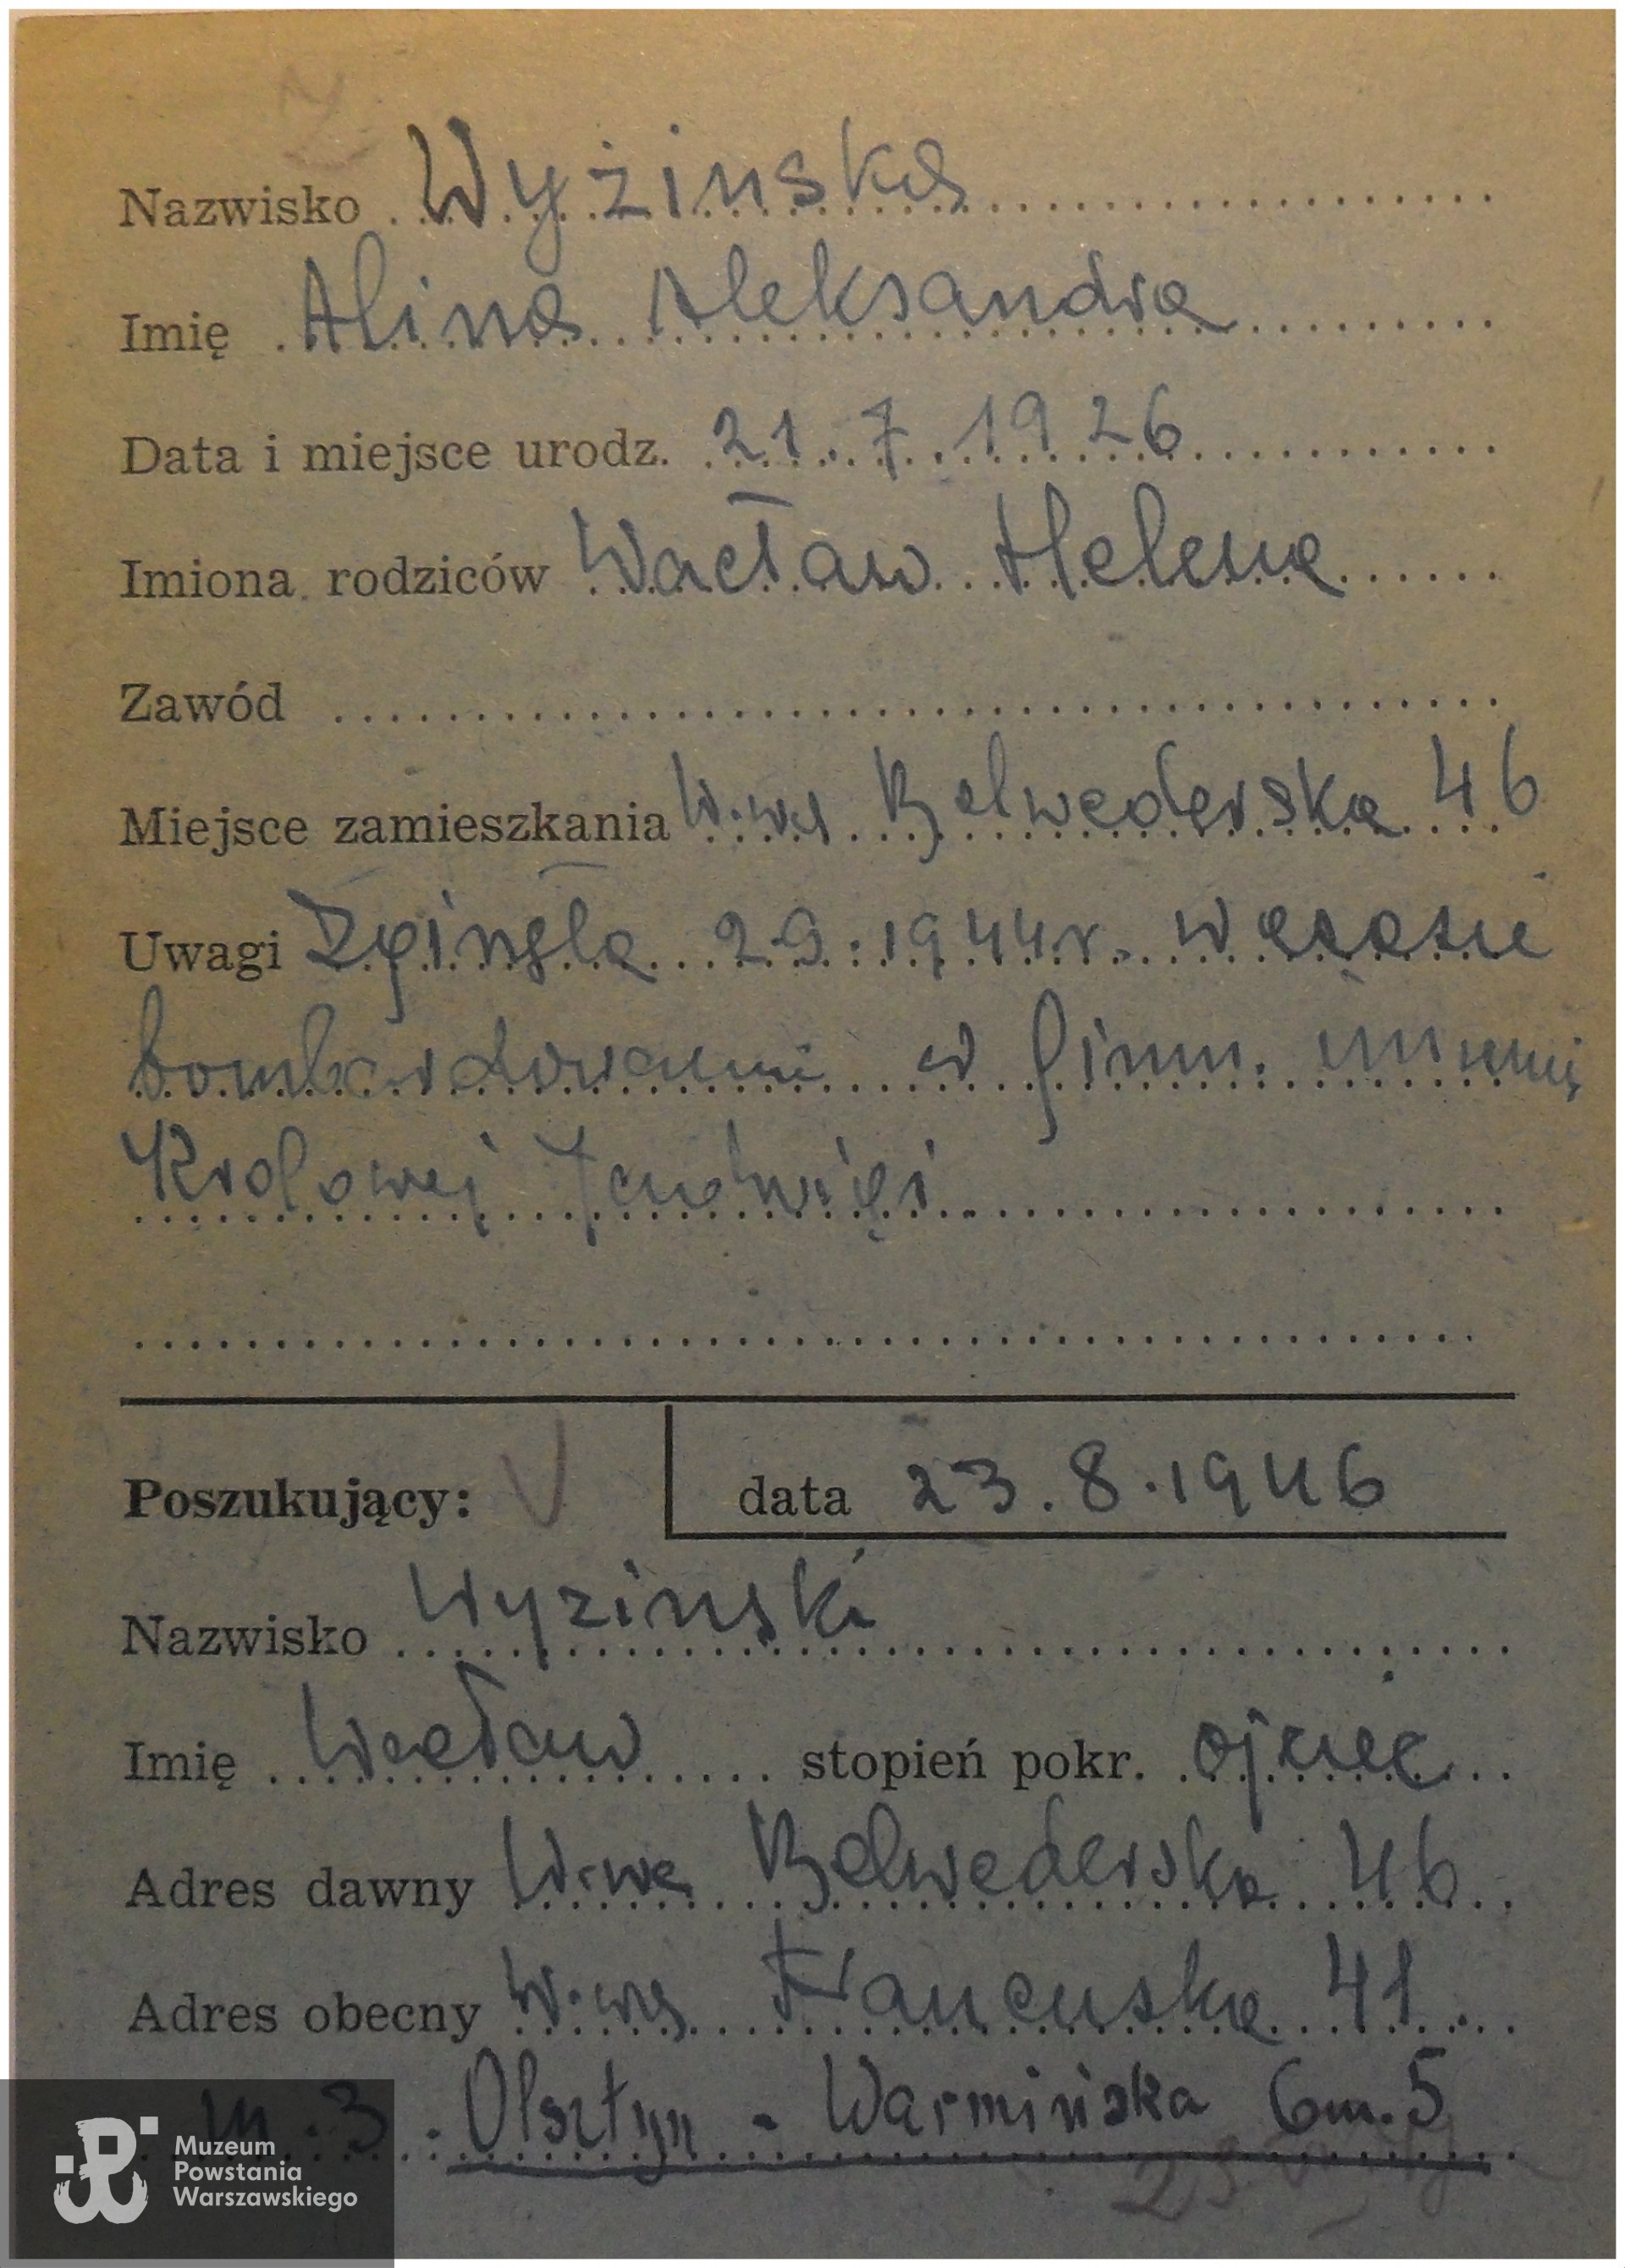 Nazwisko Wyżinska
Imię Alina Aleksandra
Data i miejsce urodz. 21.7.1926
Imiona rodziców Wacław Helena
Zawód
Miejsce zamieszkania W-wa Belwederska 46
Uwagi Zginęła 2.9.1944 r. w czasie
bombardowania w Gimn. imienia
Krolowej Jadwigi
Poszukujący: V data 23.8.1946
Nazwisko Wyzinski
Imię Wacław stopień pokr. ojciec
Adres dawny W-wa Belwederska 46
Adres obecny W-wa Francuska 41
m. 3. Olsztyn - Warmińska 6 m. 5
Muzeum
Powstania
Warszawskiego